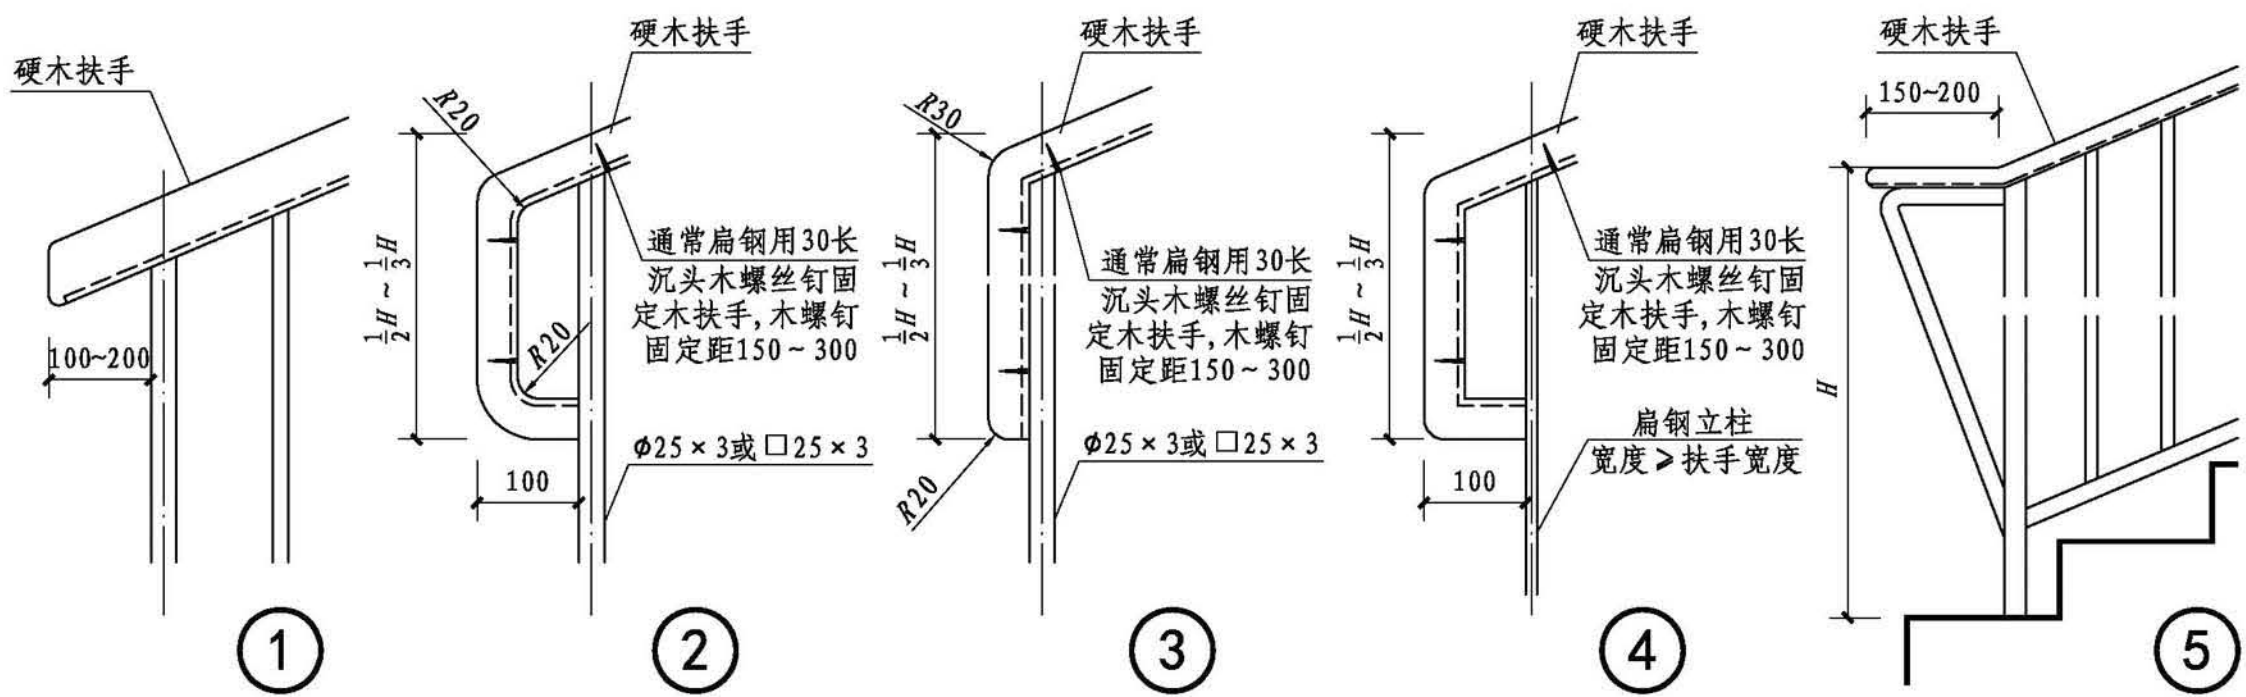 硬木扶手
100~200
1
硬木扶手
R20
1/2 H ~ 1/3 H
通常扁钢用30长
沉头木螺丝钉固
定木扶手,木螺钉
固定距150~300
R20
ϕ25×3或□25×3
100
2
硬木扶手
R30
1/2 H ~ 1/3 H
通常扁钢用30长
沉头木螺丝钉固
定木扶手,木螺钉
固定距150~300
ϕ25×3或□25×3
R20
3
硬木扶手
1/2 H ~ 1/3 H
通常扁钢用30长
沉头木螺丝钉固
定木扶手,木螺钉
固定距150~300
扁钢立柱
宽度≥扶手宽度
100
4
硬木扶手
150~200
H
5